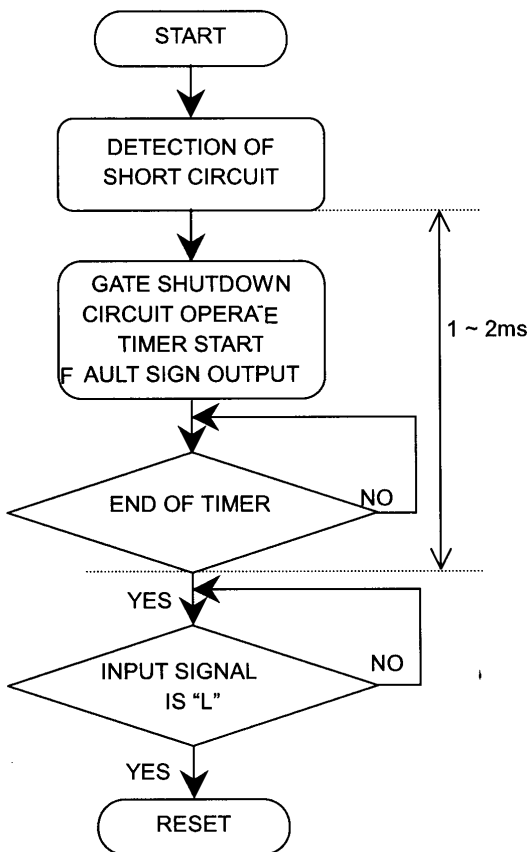 START
DETECTION OF
SHORT CIRCUIT
GATE SHUTDOWN
CIRCUIT OPERATE
TIMER START
F AULT SIGN OUTPUT
1 ~ 2ms
END OF TIMER
NO
YES
INPUT SIGNAL
IS “L”
NO
YES
RESET